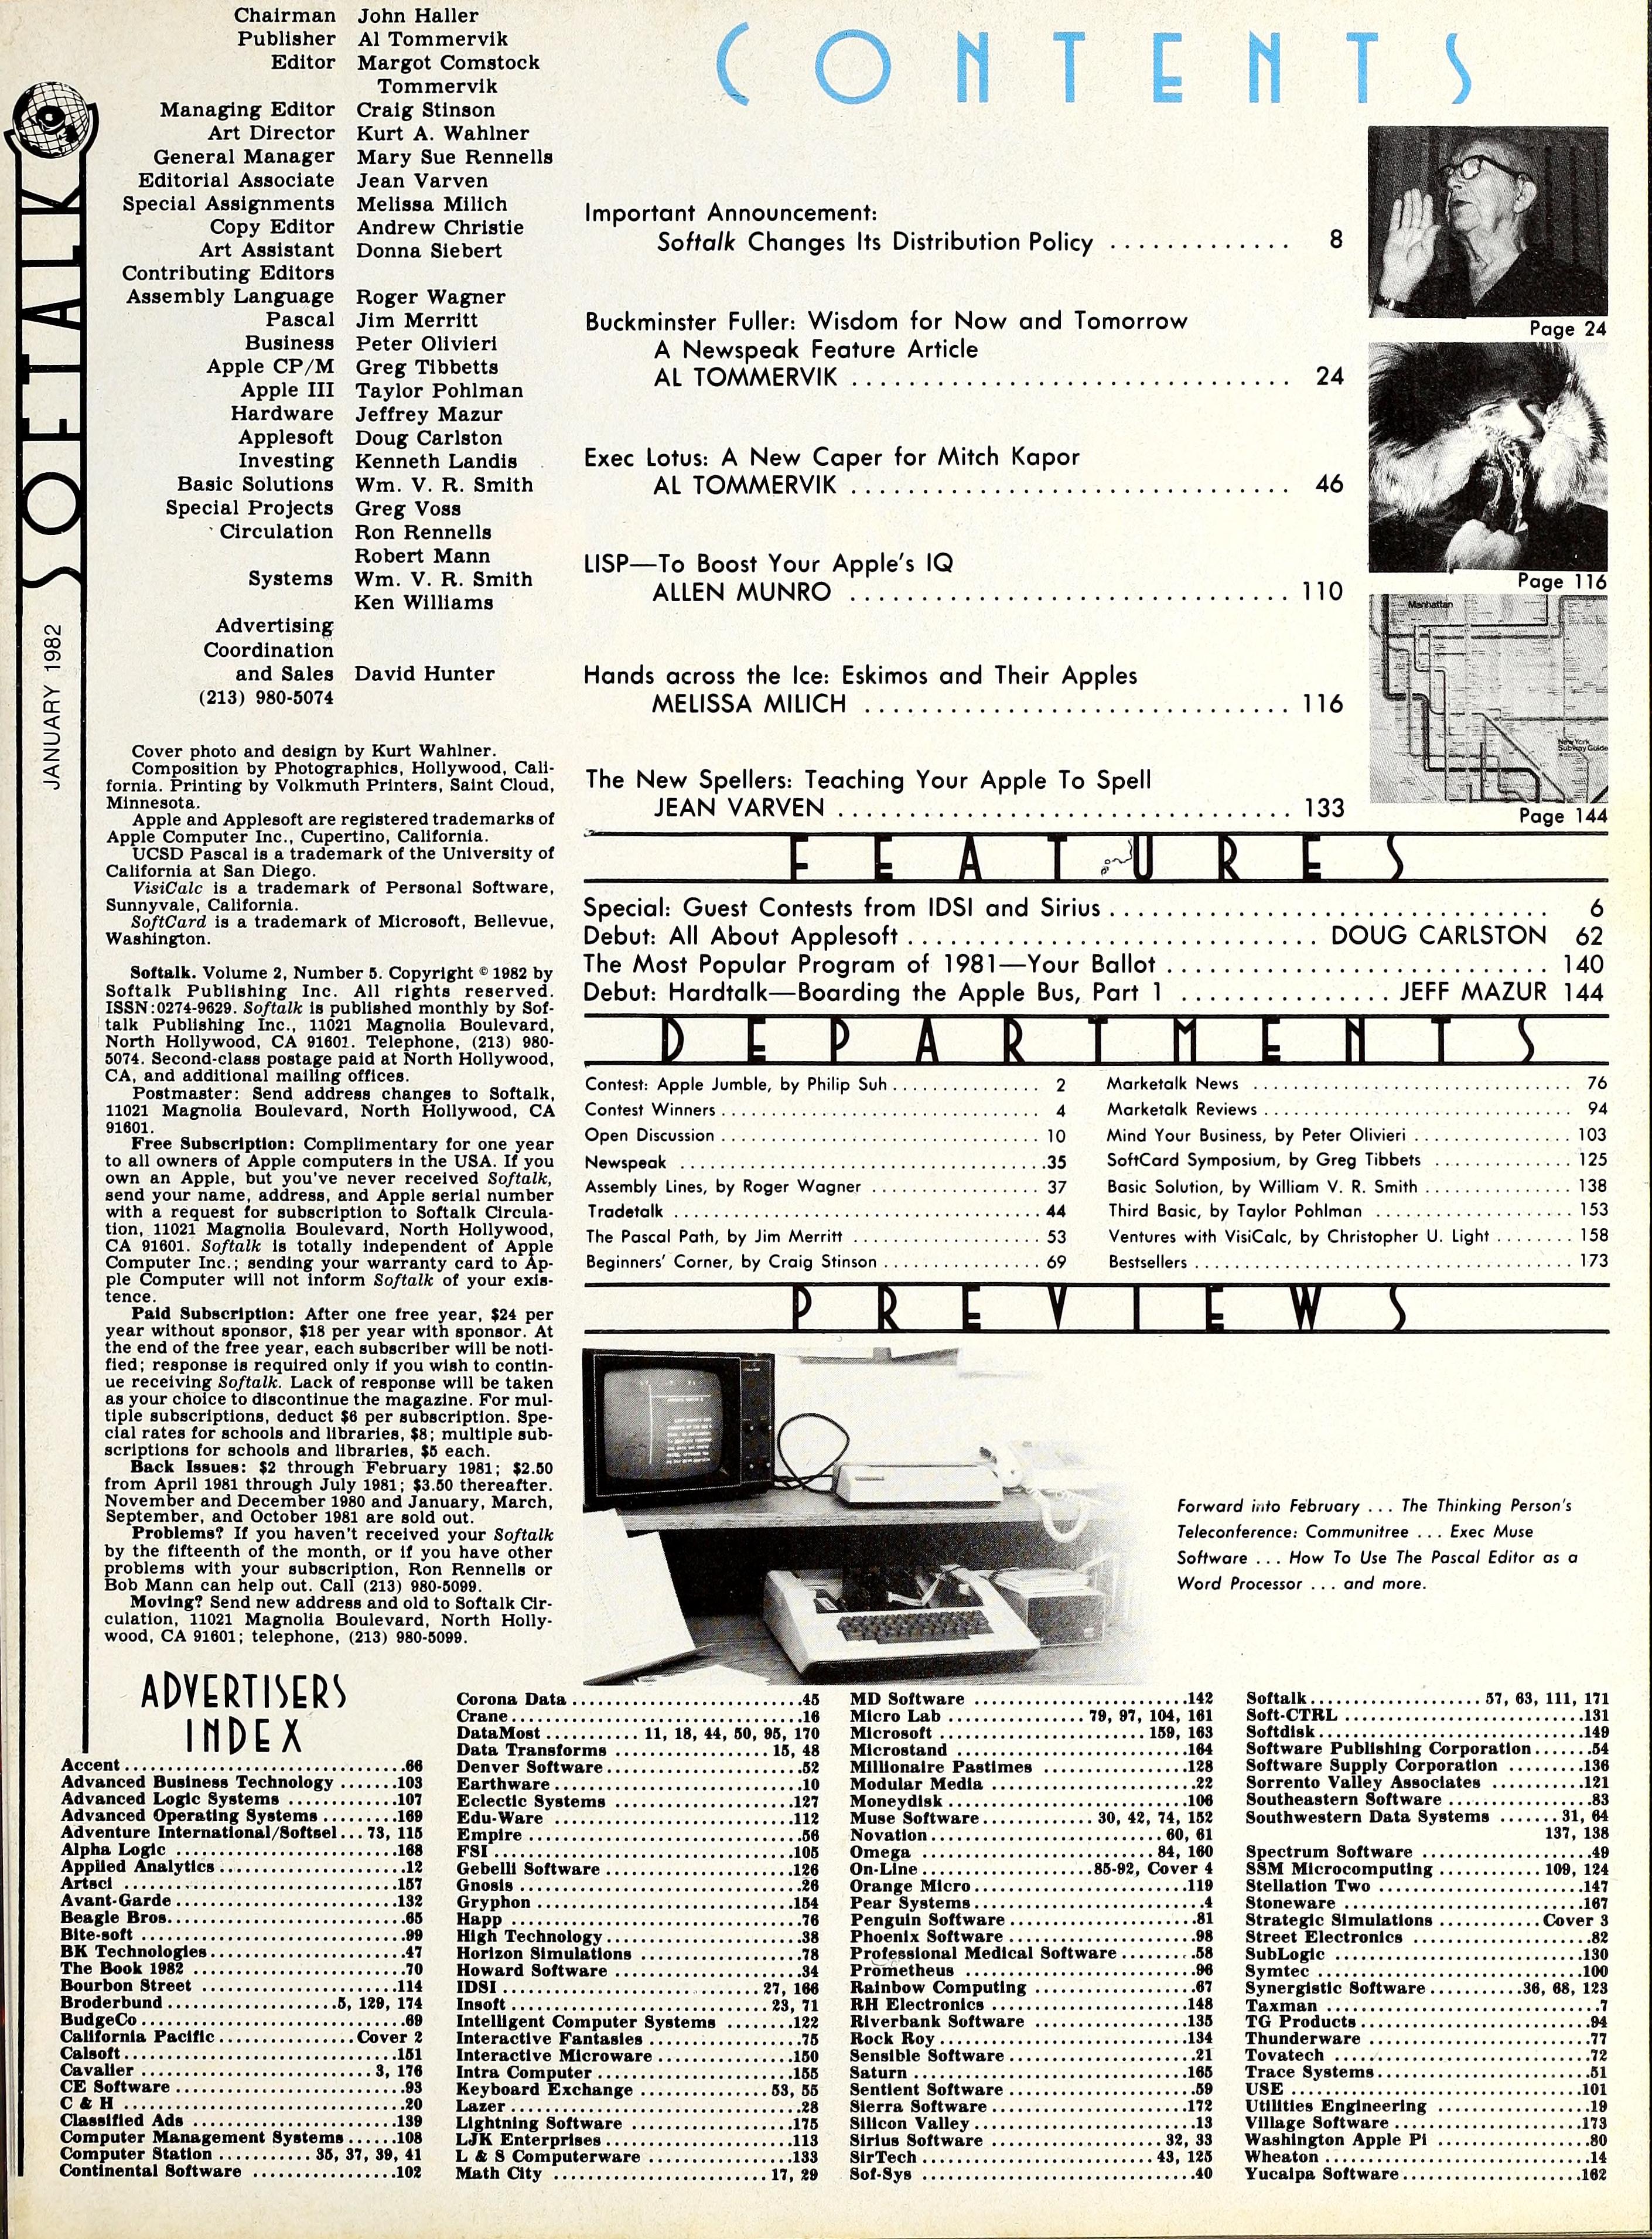 Chairman John Haller
Publisher Al Tommervik
Editor Margot Comstock
Tommervik
Managing Editor Craig Stinson
Art Director Kurt A. Wahlner
General Manager Mary Sue Rennells
Editorial Associate Jean Varven
Special Assignments Melissa Milich
Copy Editor Andrew Christie
Art Assistant Donna Siebert
Contributing Editors
Assembly Language Roger Wagner
Pascal Jim Merritt
Business Peter Olivieri
Apple CP/M Greg Tibbetts
Apple III Taylor Pohlman
Hardware Jeffrey Mazur
Applesoft Doug Carlston
Investing Kenneth Landis
Basic Solutions Wm. V. R. Smith
Special Projects Greg Voss
Circulation Ron Rennells
Robert Mann
Systems Wm. V. R. Smith
Ken Williams
Advertising
Coordination
and Sales David Hunter
(213) 980-5074
SOFTALK
JANUARY 1982
Cover photo and design by Kurt Wahlner.
Composition by Photographics, Hollywood, Cali-
fornia. Printing by Volkmuth Printers, Saint Cloud,
Minnesota.
Apple and Applesoft are registered trademarks of
Apple Computer Inc., Cupertino, California.
UCSD Pascal is a trademark of the University of
California at San Diego.
VisiCalc is a trademark of Personal Software,
Sunnyvale, California.
SoftCard is a trademark of Microsoft, Bellevue,
Washington.
Softalk. Volume 2, Number 5. Copyright © 1982 by
Softalk Publishing Inc. All rights reserved.
ISSN:0274-9629. Softalk is published monthly by Sof-
talk Publishing Inc., 11021 Magnolia Boulevard,
North Hollywood, CA 91601. Telephone, (213) 980-
5074. Second-class postage paid at North Hollywood,
CA, and additional mailing offices.
Postmaster: Send address changes to Softalk,
11021 Magnolia Boulevard, North Hollywood, CA
91601.
Free Subscription: Complimentary for one year
to all owners of Apple computers in the USA. If you
own an Apple, but you've never received Softalk,
send your name, address, and Apple serial number
with a request for subscription to Softalk Circula-
tion, 11021 Magnolia Boulevard, North Hollywood,
CA 91601. Softalk is totally independent of Apple
Computer Inc.; sending your warranty card to Ap-
ple Computer will not inform Softalk of your exis-
tence.
Paid Subscription: After one free year, $24 per
year without sponsor, $18 per year with sponsor. At
the end of the free year, each subscriber will be noti-
fied; response is required only if you wish to contin-
ue receiving Softalk. Lack of response will be taken
as your choice to discontinue the magazine. For mul-
tiple subscriptions, deduct $6 per subscription. Spe-
cial rates for schools and libraries, $8; multiple sub-
scriptions for schools and libraries, $5 each.
Back Issues: $2 through February 1981; $2.50
from April 1981 through July 1981; $3.50 thereafter.
November and December 1980 and January, March,
September, and October 1981 are sold out.
Problems? If you haven't received your Softalk
by the fifteenth of the month, or if you have other
problems with your subscription, Ron Rennells or
Bob Mann can help out. Call (213) 980-5099.
Moving? Send new address and old to Softalk Cir-
culation, 11021 Magnolia Boulevard, North Holly-
wood, CA 91601; telephone, (213) 980-5099.
CONTENTS
Important Announcement:
Softalk Changes Its Distribution Policy ............. 8
Buckminster Fuller: Wisdom for Now and Tomorrow
A Newspeak Feature Article
AL TOMMERVIK ................................ 24
Exec Lotus: A New Caper for Mitch Kapor
AL TOMMERVIK ................................ 46
LISP—To Boost Your Apple's IQ
ALLEN MUNRO ................................ 110
Hands across the Ice: Eskimos and Their Apples
MELISSA MILICH ............................... 116
The New Spellers: Teaching Your Apple To Spell
JEAN VARVEN ................................. 133
Page 24
Page 116
Manhattan
New York
Subway Guide
Page 144
FEATURES
Special: Guest Contests from IDSI and Sirius ............................... 6
Debut: All About Applesoft ............................. DOUG CARLSTON 62
The Most Popular Program of 1981—Your Ballot ........................... 140
Debut: Hardtalk—Boarding the Apple Bus, Part 1 ................ JEFF MAZUR 144
DEPARTMENTS
Contest: Apple Jumble, by Philip Suh ................ 2
Contest Winners ................ 4
Open Discussion ................ 10
Newspeak ................ 35
Assembly Lines, by Roger Wagner ................ 37
Tradetalk ................ 44
The Pascal Path, by Jim Merritt ................ 53
Beginners' Corner, by Craig Stinson ................ 69
Marketalk News ................ 76
Marketalk Reviews ................ 94
Mind Your Business, by Peter Olivieri ................ 103
SoftCard Symposium, by Greg Tibbets ................ 125
Basic Solution, by William V. R. Smith ................ 138
Third Basic, by Taylor Pohlman ................ 153
Ventures with VisiCalc, by Christopher U. Light ........ 158
Bestsellers ................ 173
PREVIEWS
Forward into February ... The Thinking Person's
Teleconference: Communitree ... Exec Muse
Software ... How To Use The Pascal Editor as a
Word Processor ... and more.
ADVERTISERS
INDEX
Accent ........ 66
Advanced Business Technology ........ 103
Advanced Logic Systems ........ 107
Advanced Operating Systems ........ 169
Adventure International/Softsel ... 73, 115
Alpha Logic ........ 168
Applied Analytics ........ 12
Artsci ........ 157
Avant-Garde ........ 132
Beagle Bros. ........ 65
Bite-soft ........ 99
BK Technologies ........ 47
The Book 1982 ........ 70
Bourbon Street ........ 114
Broderbund ........ 5, 129, 174
BudgeCo ........ 69
California Pacific ........ Cover 2
Calsoft ........ 151
Cavalier ........ 3, 176
CE Software ........ 93
C & H ........ 20
Classified Ads ........ 139
Computer Management Systems ........ 108
Computer Station ........ 35, 37, 39, 41
Continental Software ........ 102
Corona Data ........ 45
Crane ........ 16
DataMost ........ 11, 18, 44, 50, 95, 170
Data Transforms ........ 15, 48
Denver Software ........ 52
Earthware ........ 10
Eclectic Systems ........ 127
Edu-Ware ........ 112
Empire ........ 56
FSI ........ 105
Gebelli Software ........ 126
Gnosis ........ 26
Gryphon ........ 154
Happ ........ 76
High Technology ........ 38
Horizon Simulations ........ 78
Howard Software ........ 34
IDSI ........ 27, 166
Insoft ........ 23, 71
Intelligent Computer Systems ........ 122
Interactive Fantasies ........ 75
Interactive Microware ........ 150
Intra Computer ........ 155
Keyboard Exchange ........ 53, 55
Lazer ........ 28
Lightning Software ........ 175
LJK Enterprises ........ 113
L & S Computerware ........ 133
Math City ........ 17, 29
MD Software ........ 142
Micro Lab ........ 79, 97, 104, 161
Microsoft ........ 159, 163
Microstand ........ 164
Millionaire Pastimes ........ 128
Modular Media ........ 22
Moneydisk ........ 106
Muse Software ........ 30, 42, 74, 152
Novation ........ 60, 61
Omega ........ 84, 160
On-Line ........ 85-92, Cover 4
Orange Micro ........ 119
Pear Systems ........ 4
Penguin Software ........ 81
Phoenix Software ........ 98
Professional Medical Software ........ 58
Prometheus ........ 96
Rainbow Computing ........ 67
RH Electronics ........ 148
Riverbank Software ........ 135
Rock Roy ........ 134
Sensible Software ........ 21
Saturn ........ 165
Sentient Software ........ 59
Sierra Software ........ 172
Silicon Valley ........ 13
Sirius Software ........ 32, 33
SirTech ........ 43, 125
Sof-Sys ........ 40
Softalk ........ 57, 63, 111, 171
Soft-CTRL ........ 131
Softdisk ........ 149
Software Publishing Corporation ........ 54
Software Supply Corporation ........ 136
Sorrento Valley Associates ........ 121
Southeastern Software ........ 83
Southwestern Data Systems ........ 31, 64
137, 138
Spectrum Software ........ 49
SSM Microcomputing ........ 109, 124
Stellation Two ........ 147
Stoneware ........ 167
Strategic Simulations ........ Cover 3
Street Electronics ........ 82
SubLogic ........ 130
Symtec ........ 100
Synergistic Software ........ 36, 68, 123
Taxman ........ 7
TG Products ........ 94
Thunderware ........ 77
Tovatech ........ 72
Trace Systems ........ 51
USE ........ 101
Utilities Engineering ........ 19
Village Software ........ 173
Washington Apple Pi ........ 80
Wheaton ........ 14
Yucaipa Software ........ 162